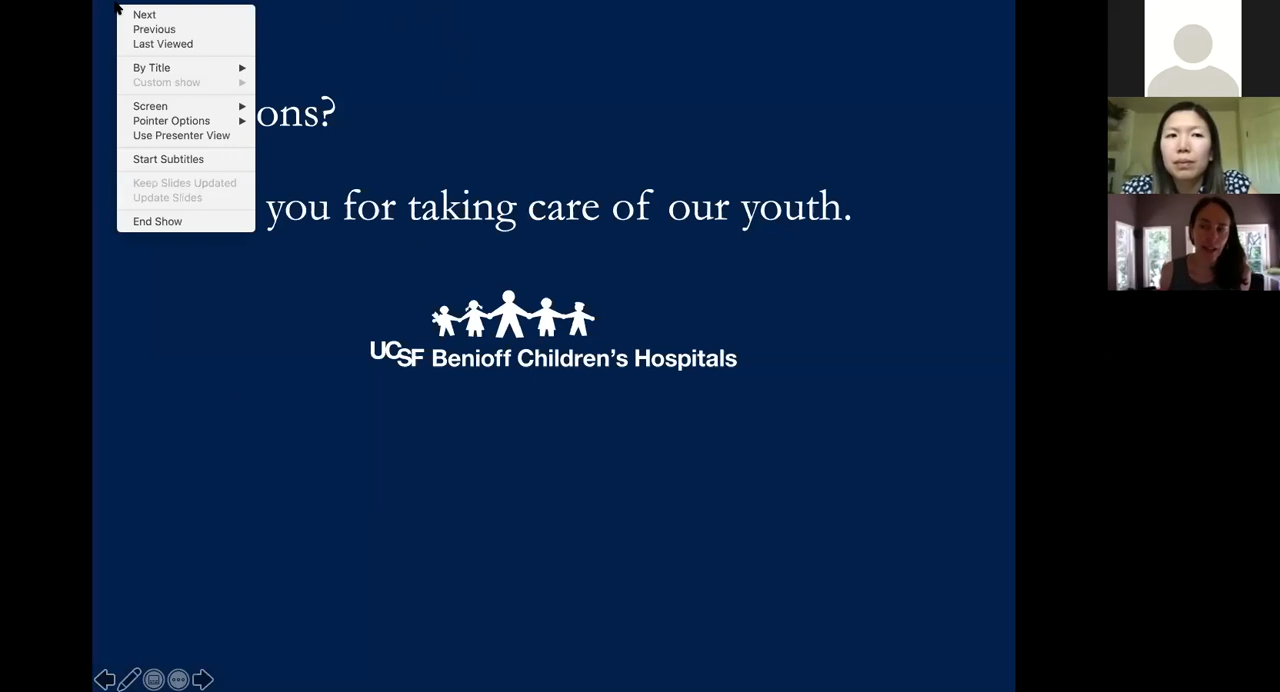 Next
Previous
Last Viewed
By Title
Custom show
Screen
Pointer Options
Use Presenter View
Start Subtitles
Keep Slides Updated
Update Slides
End Show
ons?
you for taking care of our youth.
UCSF Benioff Children's Hospitals